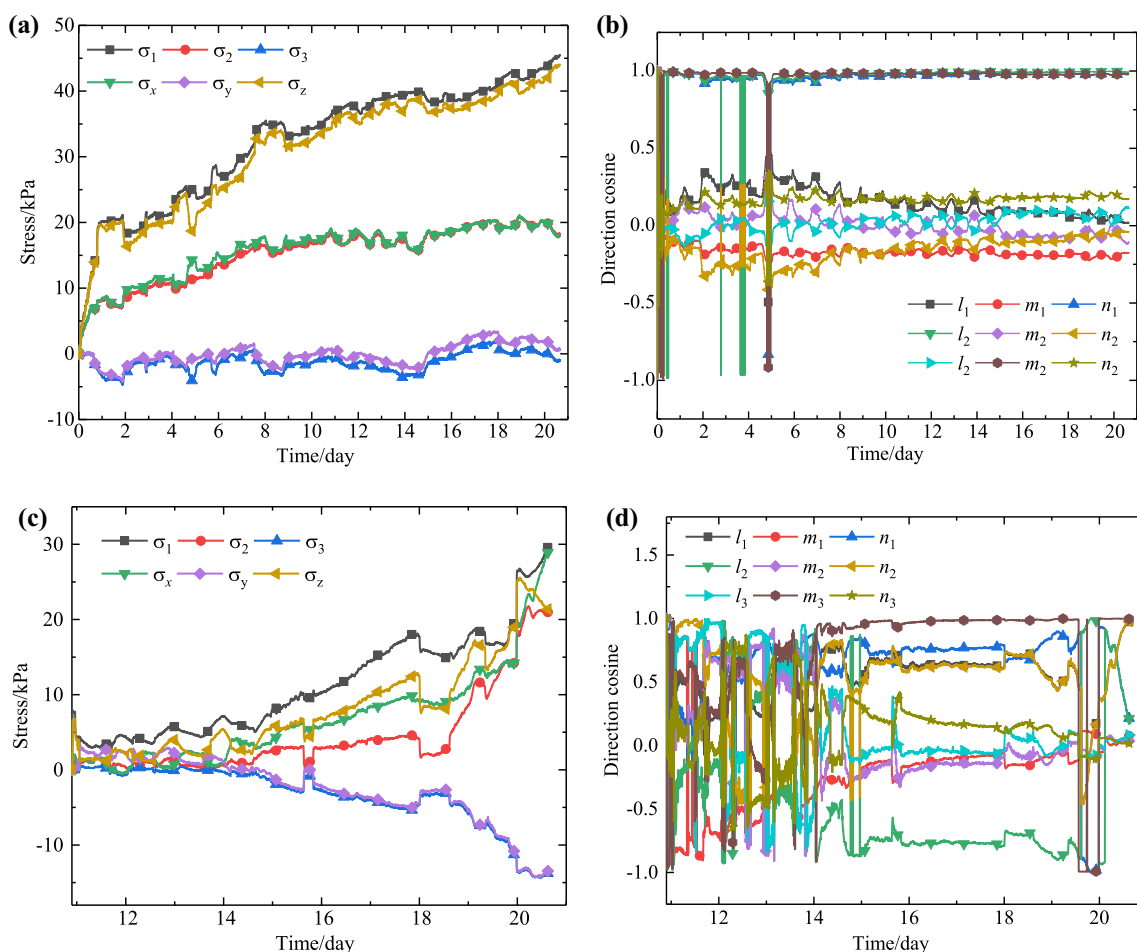 (a)
50
40
30
20
10
0
-10
Stress/kPa
σ1 σ2 σ3
σx σy σz
0 2 4 6 8 10 12 14 16 18 20
Time/day
(b)
1.0
0.5
0.0
-0.5
-1.0
Direction cosine
l1 m1 n1
l2 m2 n2
l2 m2 n2
0 2 4 6 8 10 12 14 16 18 20
Time/day
(c)
30
20
10
0
-10
Stress/kPa
σ1 σ2 σ3
σx σy σz
12 14 16 18 20
Time/day
(d)
1.5
1.0
0.5
0.0
-0.5
-1.0
Direction cosine
l1 m1 n1
l2 m2 n2
l3 m3 n3
12 14 16 18 20
Time/day